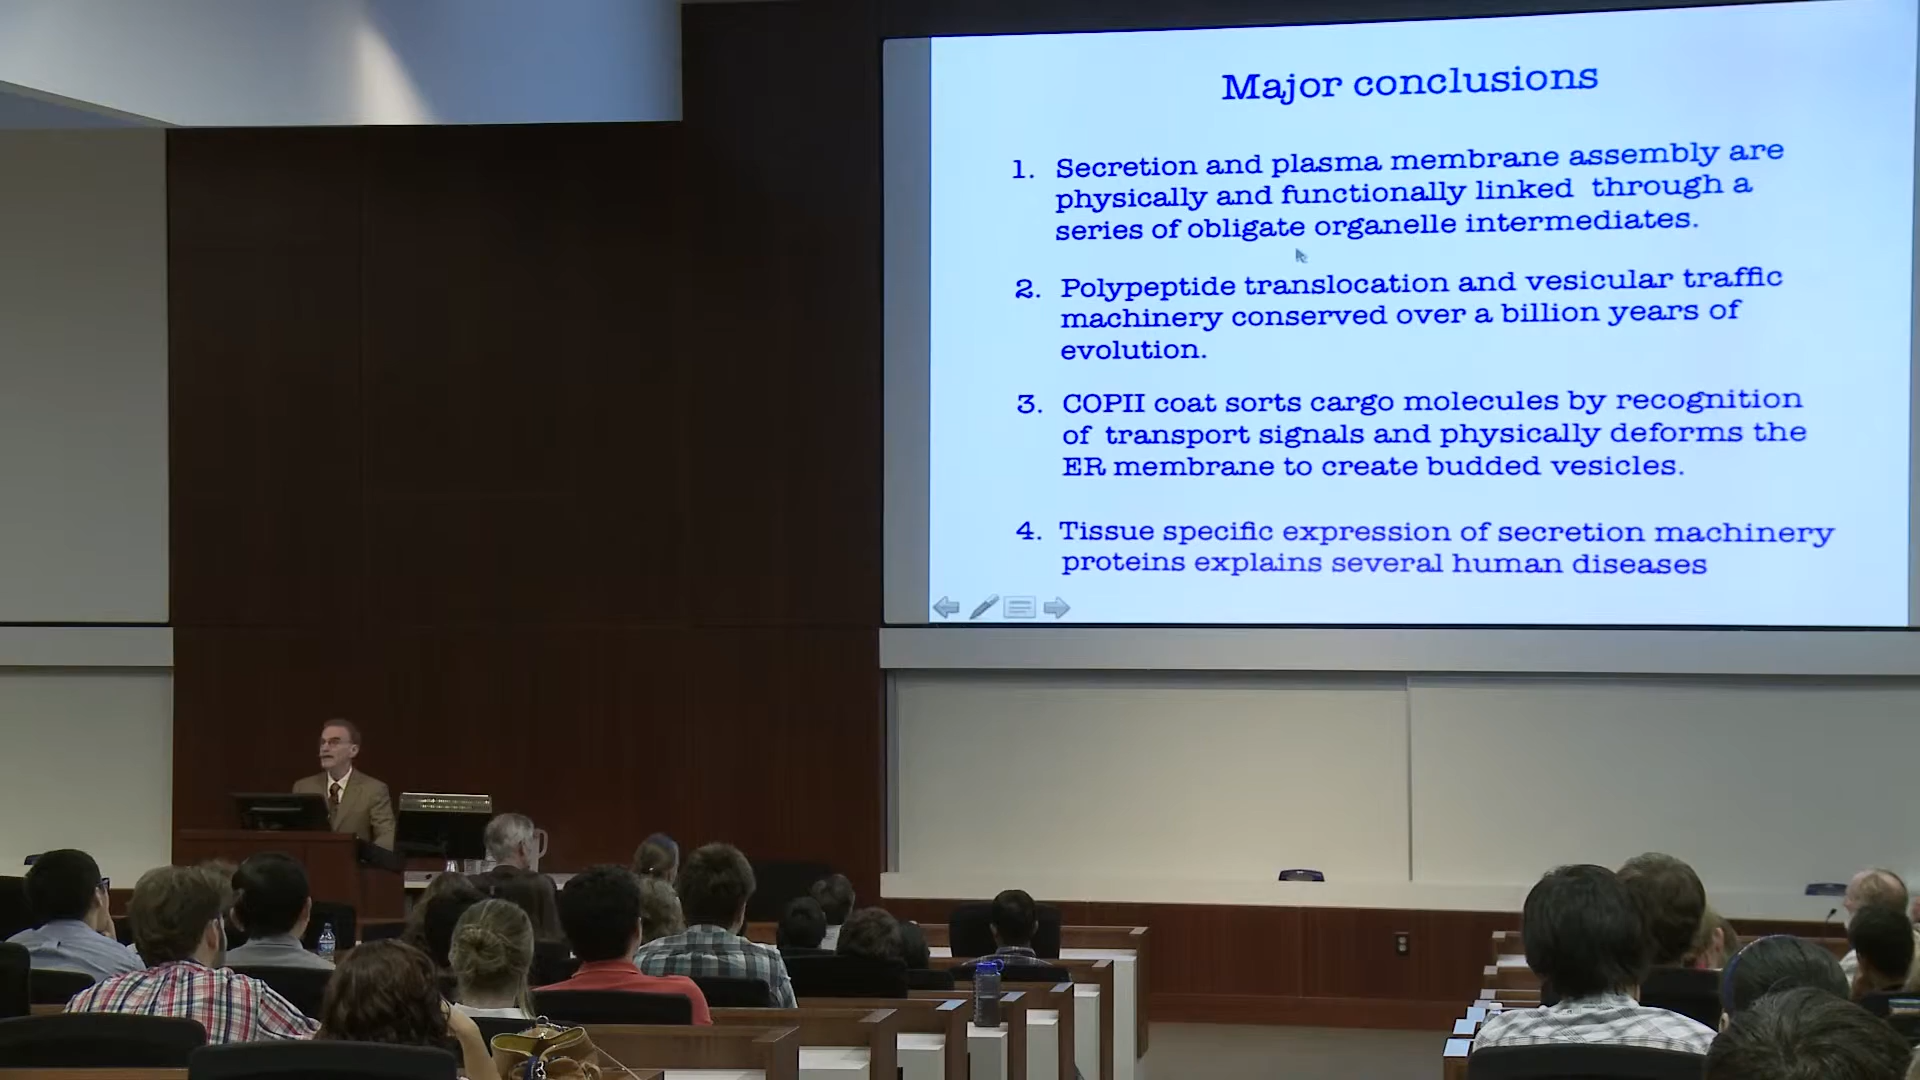 Major conclusions
1. Secretion and plasma membrane assembly are
physically and functionally linked through a
series of obligate organelle intermediates.
2. Polypeptide translocation and vesicular traffic
machinery conserved over a billion years of
evolution.
3. COPII coat sorts cargo molecules by recognition
of transport signals and physically deforms the
ER membrane to create budded vesicles.
4. Tissue specific expression of secretion machinery
proteins explains several human diseases